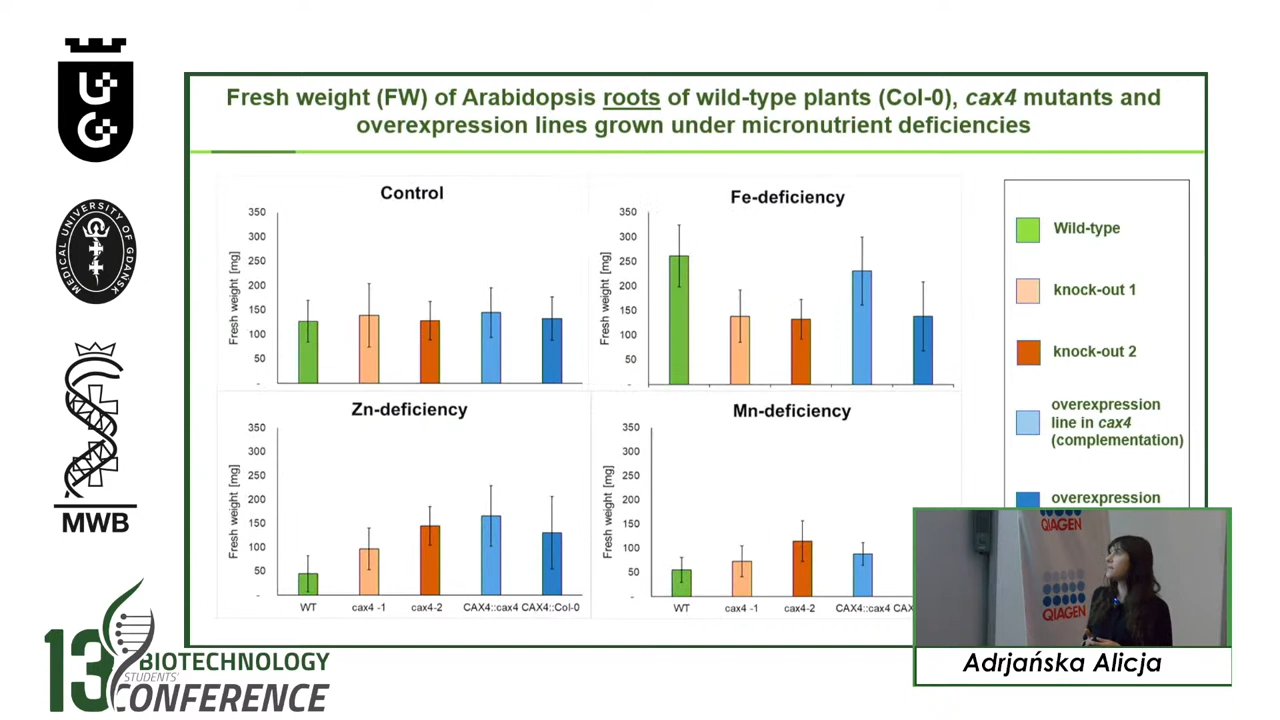 Fresh weight (FW) of Arabidopsis roots of wild-type plants (Col-0), cax4 mutants and
overexpression lines grown under micronutrient deficiencies
UG
MEDICAL UNIVERSITY OF GDAŃSK
MWB
13
BIOTECHNOLOGY
STUDENTS'
CONFERENCE
Control
Fresh weight [mg]
350
300
250
200
150
100
50
-
Fe-deficiency
Fresh weight [mg]
350
300
250
200
150
100
50
-
Zn-deficiency
Fresh weight [mg]
350
300
250
200
150
100
50
-
WT cax4 -1 cax4-2 CAX4::cax4 CAX4::Col-0
Mn-deficiency
Fresh weight [mg]
350
300
250
200
150
100
50
-
WT cax4 -1 cax4-2 CAX4::cax4
Wild-type
knock-out 1
knock-out 2
overexpression
line in cax4
(complementation)
overexpression
QIAGEN
QIAGEN
Adrjańska Alicja